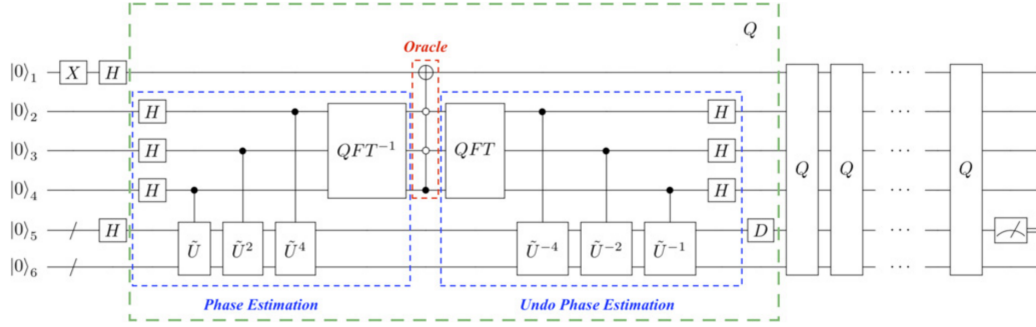 Q
Oracle
|0⟩₁ X H
|0⟩₂ H H
|0⟩₃ H QFT⁻¹ QFT H Q Q ··· Q
|0⟩₄ H H
|0⟩₅ H Ũ Ũ² Ũ⁴ Ũ⁻⁴ Ũ⁻² Ũ⁻¹ D
|0⟩₆
··· ···
··· ···
··· ···
··· ···
··· ···
Phase Estimation Undo Phase Estimation